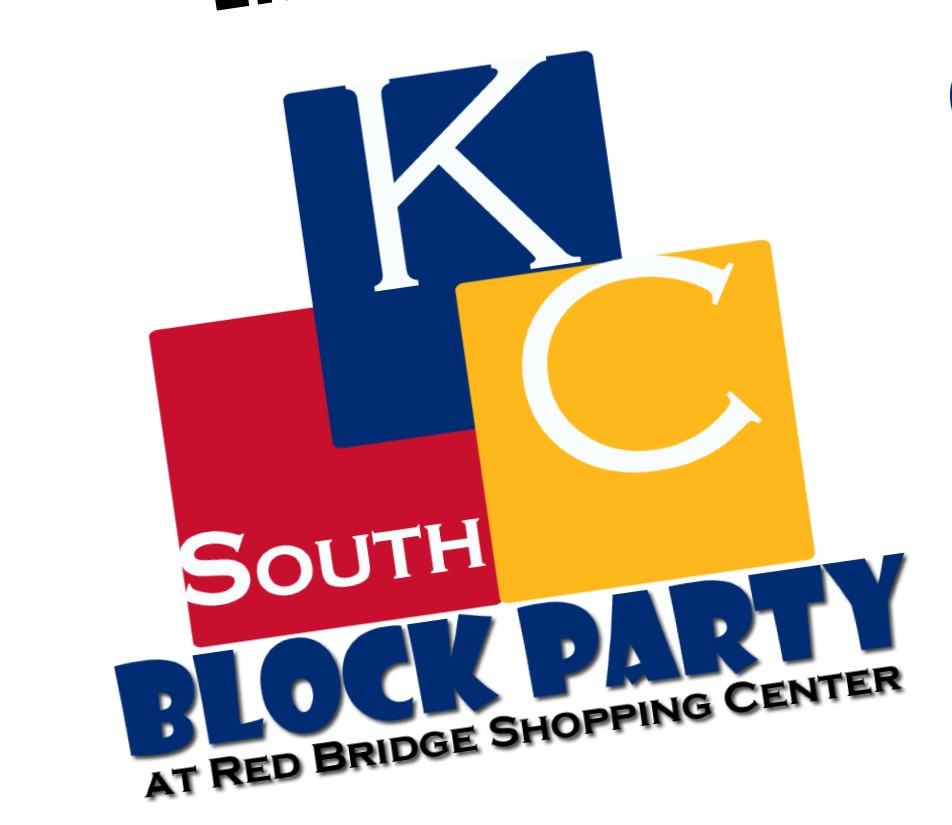 K
C
SOUTH
BLOCK PARTY
AT RED BRIDGE SHOPPING CENTER